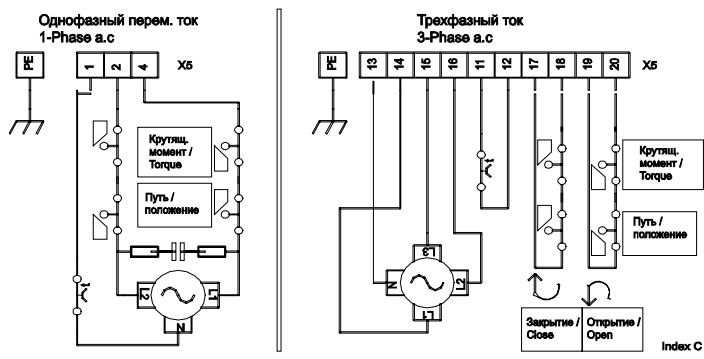 Однофазный перем. ток
1-Phase a.c
PE
1
2
4
X5
Крутящ.
момент /
Torque
Путь /
положение
t
L2
L1
N
Трехфазный ток
3-Phase a.c
PE
13
14
15
16
11
12
17
18
19
20
X5
t
Крутящ.
момент /
Torque
Путь /
положение
L3
N
L2
L1
Закрытие /
Close
Открытие /
Open
Index C